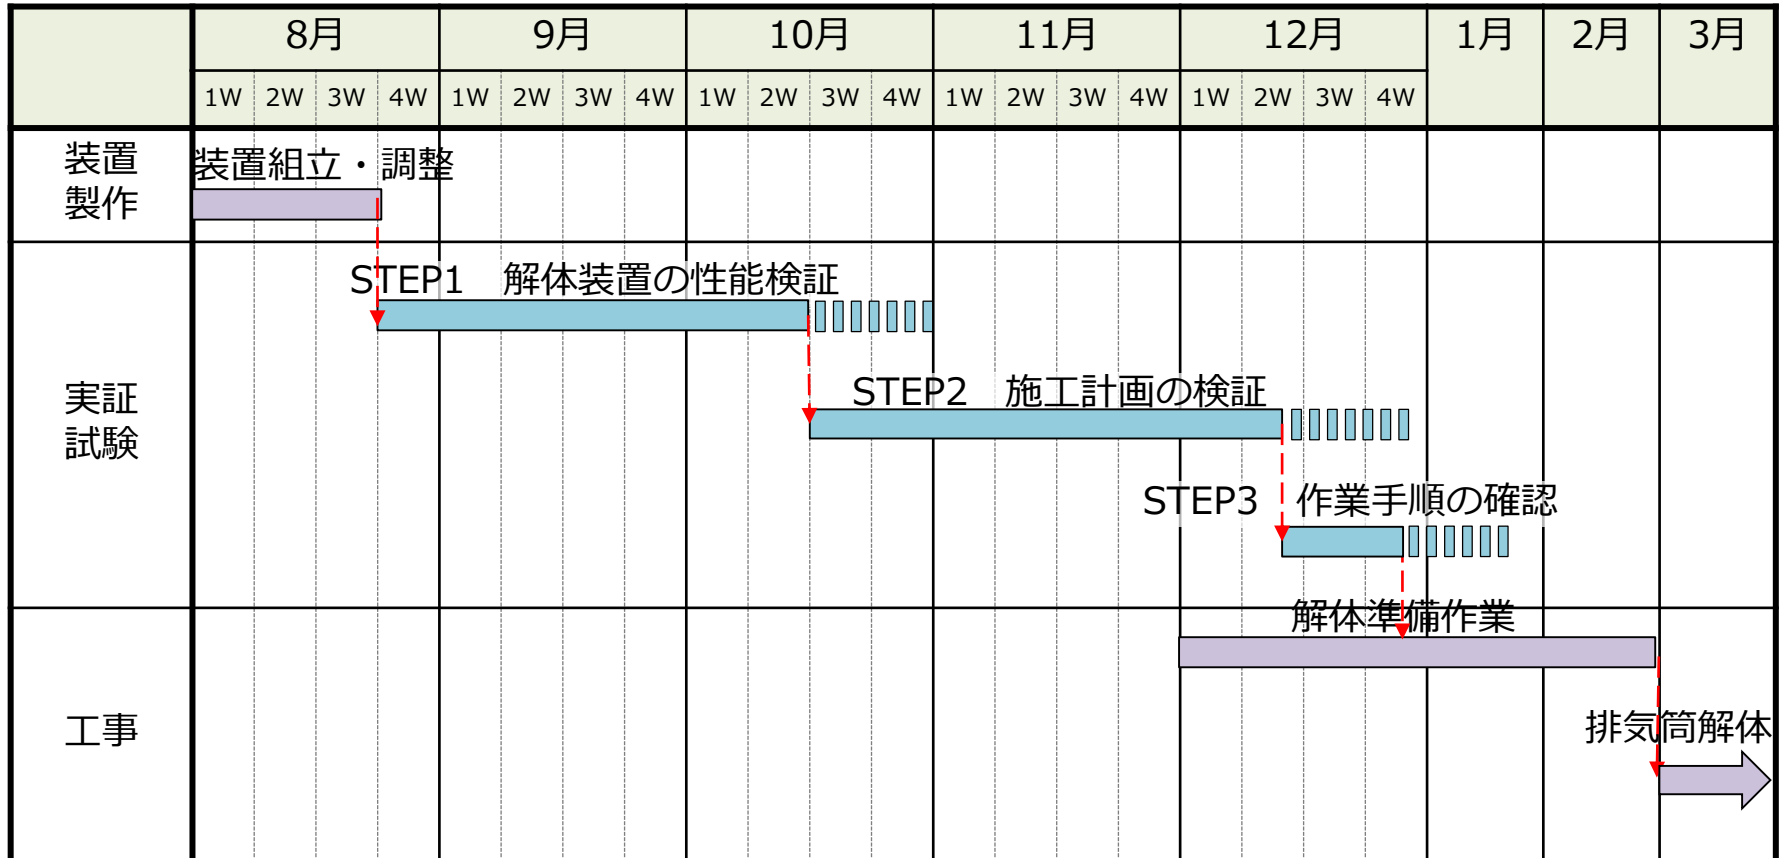 8月 9月 10月 11月 12月 1月 2月 3月
1W 2W 3W 4W 1W 2W 3W 4W 1W 2W 3W 4W 1W 2W 3W 4W 1W 2W 3W 4W
装置
製作
装置組立・調整
実証
試験
STEP1 解体装置の性能検証
STEP2 施工計画の検証
STEP3 作業手順の確認
工事
解体準備作業
排気筒解体